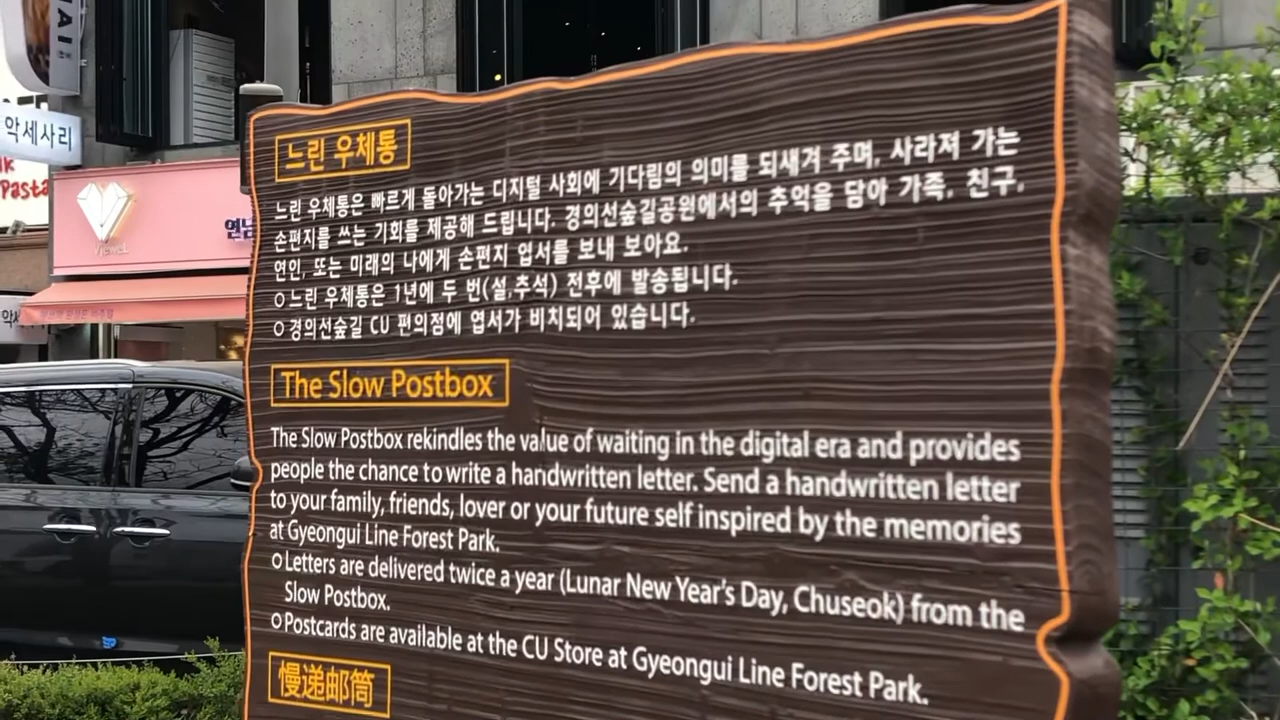 악세사리
Pasta
연남
느린 우체통
느린 우체통은 빠르게 돌아가는 디지털 사회에 기다림의 의미를 되새겨 주며, 사라져 가는
손편지를 쓰는 기회를 제공해 드립니다. 경의선숲길공원에서의 추억을 담아 가족, 친구,
연인, 또는 미래의 나에게 손편지 엽서를 보내 보아요.
○ 느린 우체통은 1년에 두 번(설,추석) 전후에 발송됩니다.
○ 경의선숲길 CU 편의점에 엽서가 비치되어 있습니다.
The Slow Postbox
The Slow Postbox rekindles the value of waiting in the digital era and provides
people the chance to write a handwritten letter. Send a handwritten letter
to your family, friends, lover or your future self inspired by the memories
at Gyeongui Line Forest Park.
○ Letters are delivered twice a year (Lunar New Year's Day, Chuseok) from the
Slow Postbox.
○ Postcards are available at the CU Store at Gyeongui Line Forest Park.
慢递邮筒